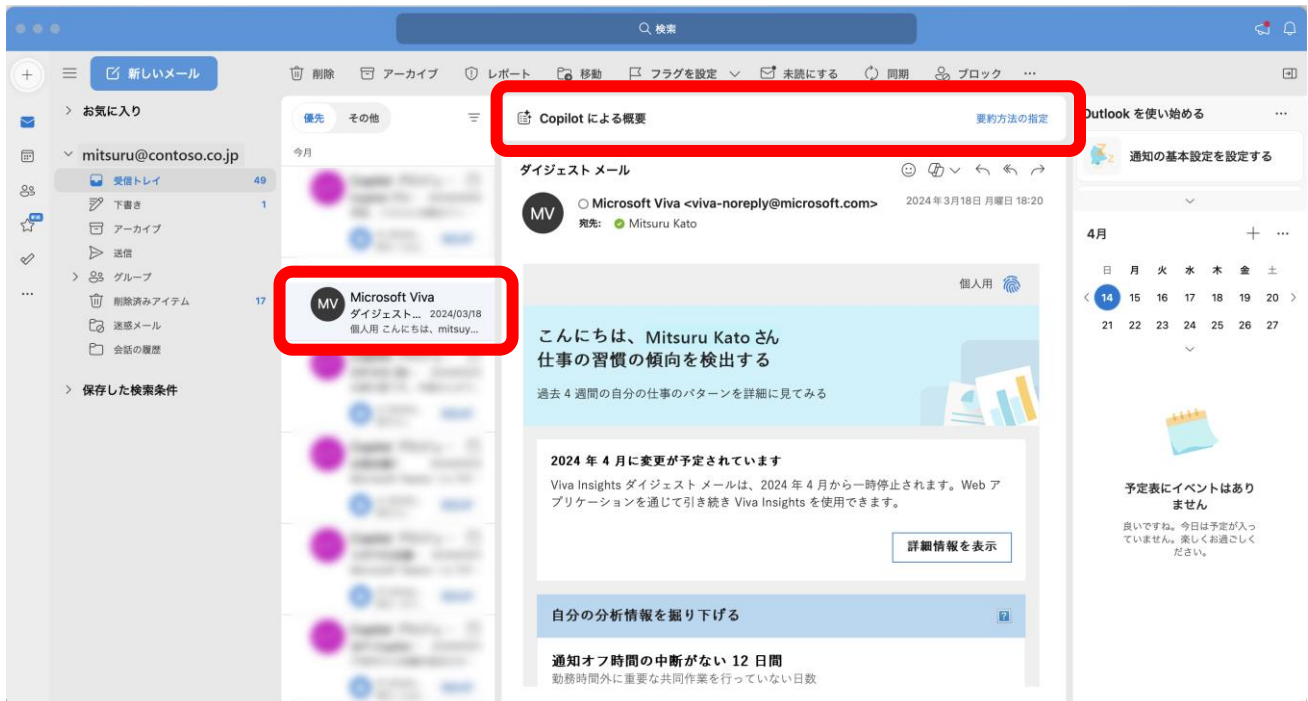 検索
新しいメール
削除
アーカイブ
レポート
移動
フラグを設定
未読にする
同期
ブロック
…
お気に入り
mitsuru@contoso.co.jp
受信トレイ 49
下書き 1
アーカイブ
送信
グループ
削除済みアイテム 17
迷惑メール
会話の履歴
保存した検索条件
優先 その他
今月
MV
Microsoft Viva
ダイジェスト... 2024/03/18
個人用 こんにちは、mitsuy...
Copilot による概要 要約方法の指定
ダイジェスト メール
MV
Microsoft Viva <viva-noreply@microsoft.com> 2024年3月18日 月曜日 18:20
宛先: Mitsuru Kato
個人用
こんにちは、Mitsuru Kato さん
仕事の習慣の傾向を検出する
過去 4 週間の自分の仕事のパターンを詳細に見てみる
2024 年 4 月に変更が予定されています
Viva Insights ダイジェスト メールは、2024 年 4 月から一時停止されます。Web ア
プリケーションを通じて引き続き Viva Insights を使用できます。
詳細情報を表示
自分の分析情報を掘り下げる
通知オフ時間の中断がない 12 日間
勤務時間外に重要な共同作業を行っていない日数
Outlook を使い始める
通知の基本設定を設定する
4月
日 月 火 水 木 金 土
14 15 16 17 18 19 20
21 22 23 24 25 26 27
予定表にイベントはあり
ません
良いですね。今日は予定が入っ
ていません。楽しくお過ごしく
ださい。